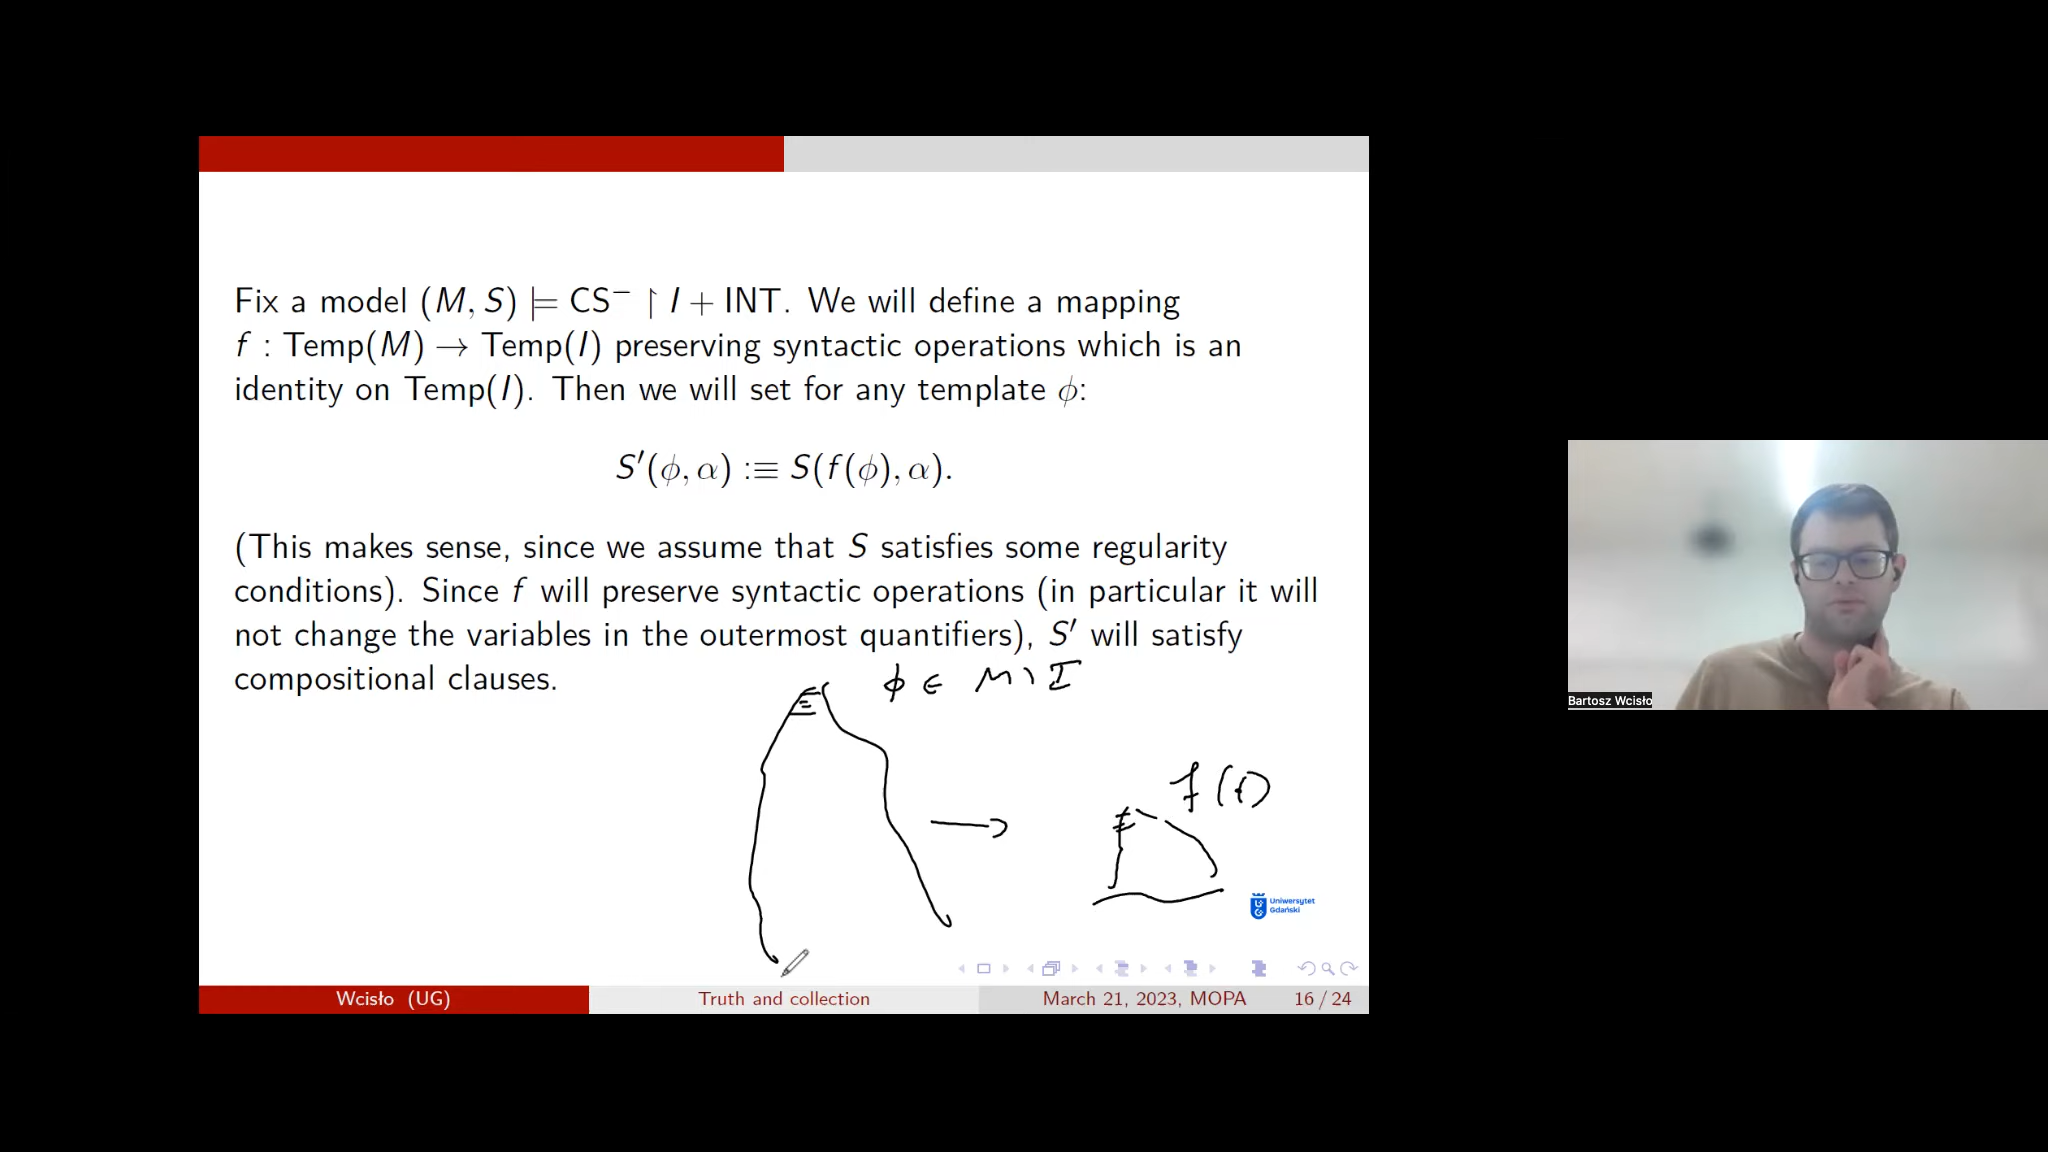 Fix a model (M, S) ⊨ CS⁻ ↾ I + INT. We will define a mapping
f : Temp(M) → Temp(I) preserving syntactic operations which is an
identity on Temp(I). Then we will set for any template ϕ:
S′(ϕ, α) :≡ S(f(ϕ), α).
(This makes sense, since we assume that S satisfies some regularity
conditions). Since f will preserve syntactic operations (in particular it will
not change the variables in the outermost quantifiers), S′ will satisfy
compositional clauses.
ϕ ∈ M \ I
f(ϕ)
Uniwersytet
Gdański
Wcisło (UG) Truth and collection March 21, 2023, MOPA 16 / 24
Bartosz Wcisło